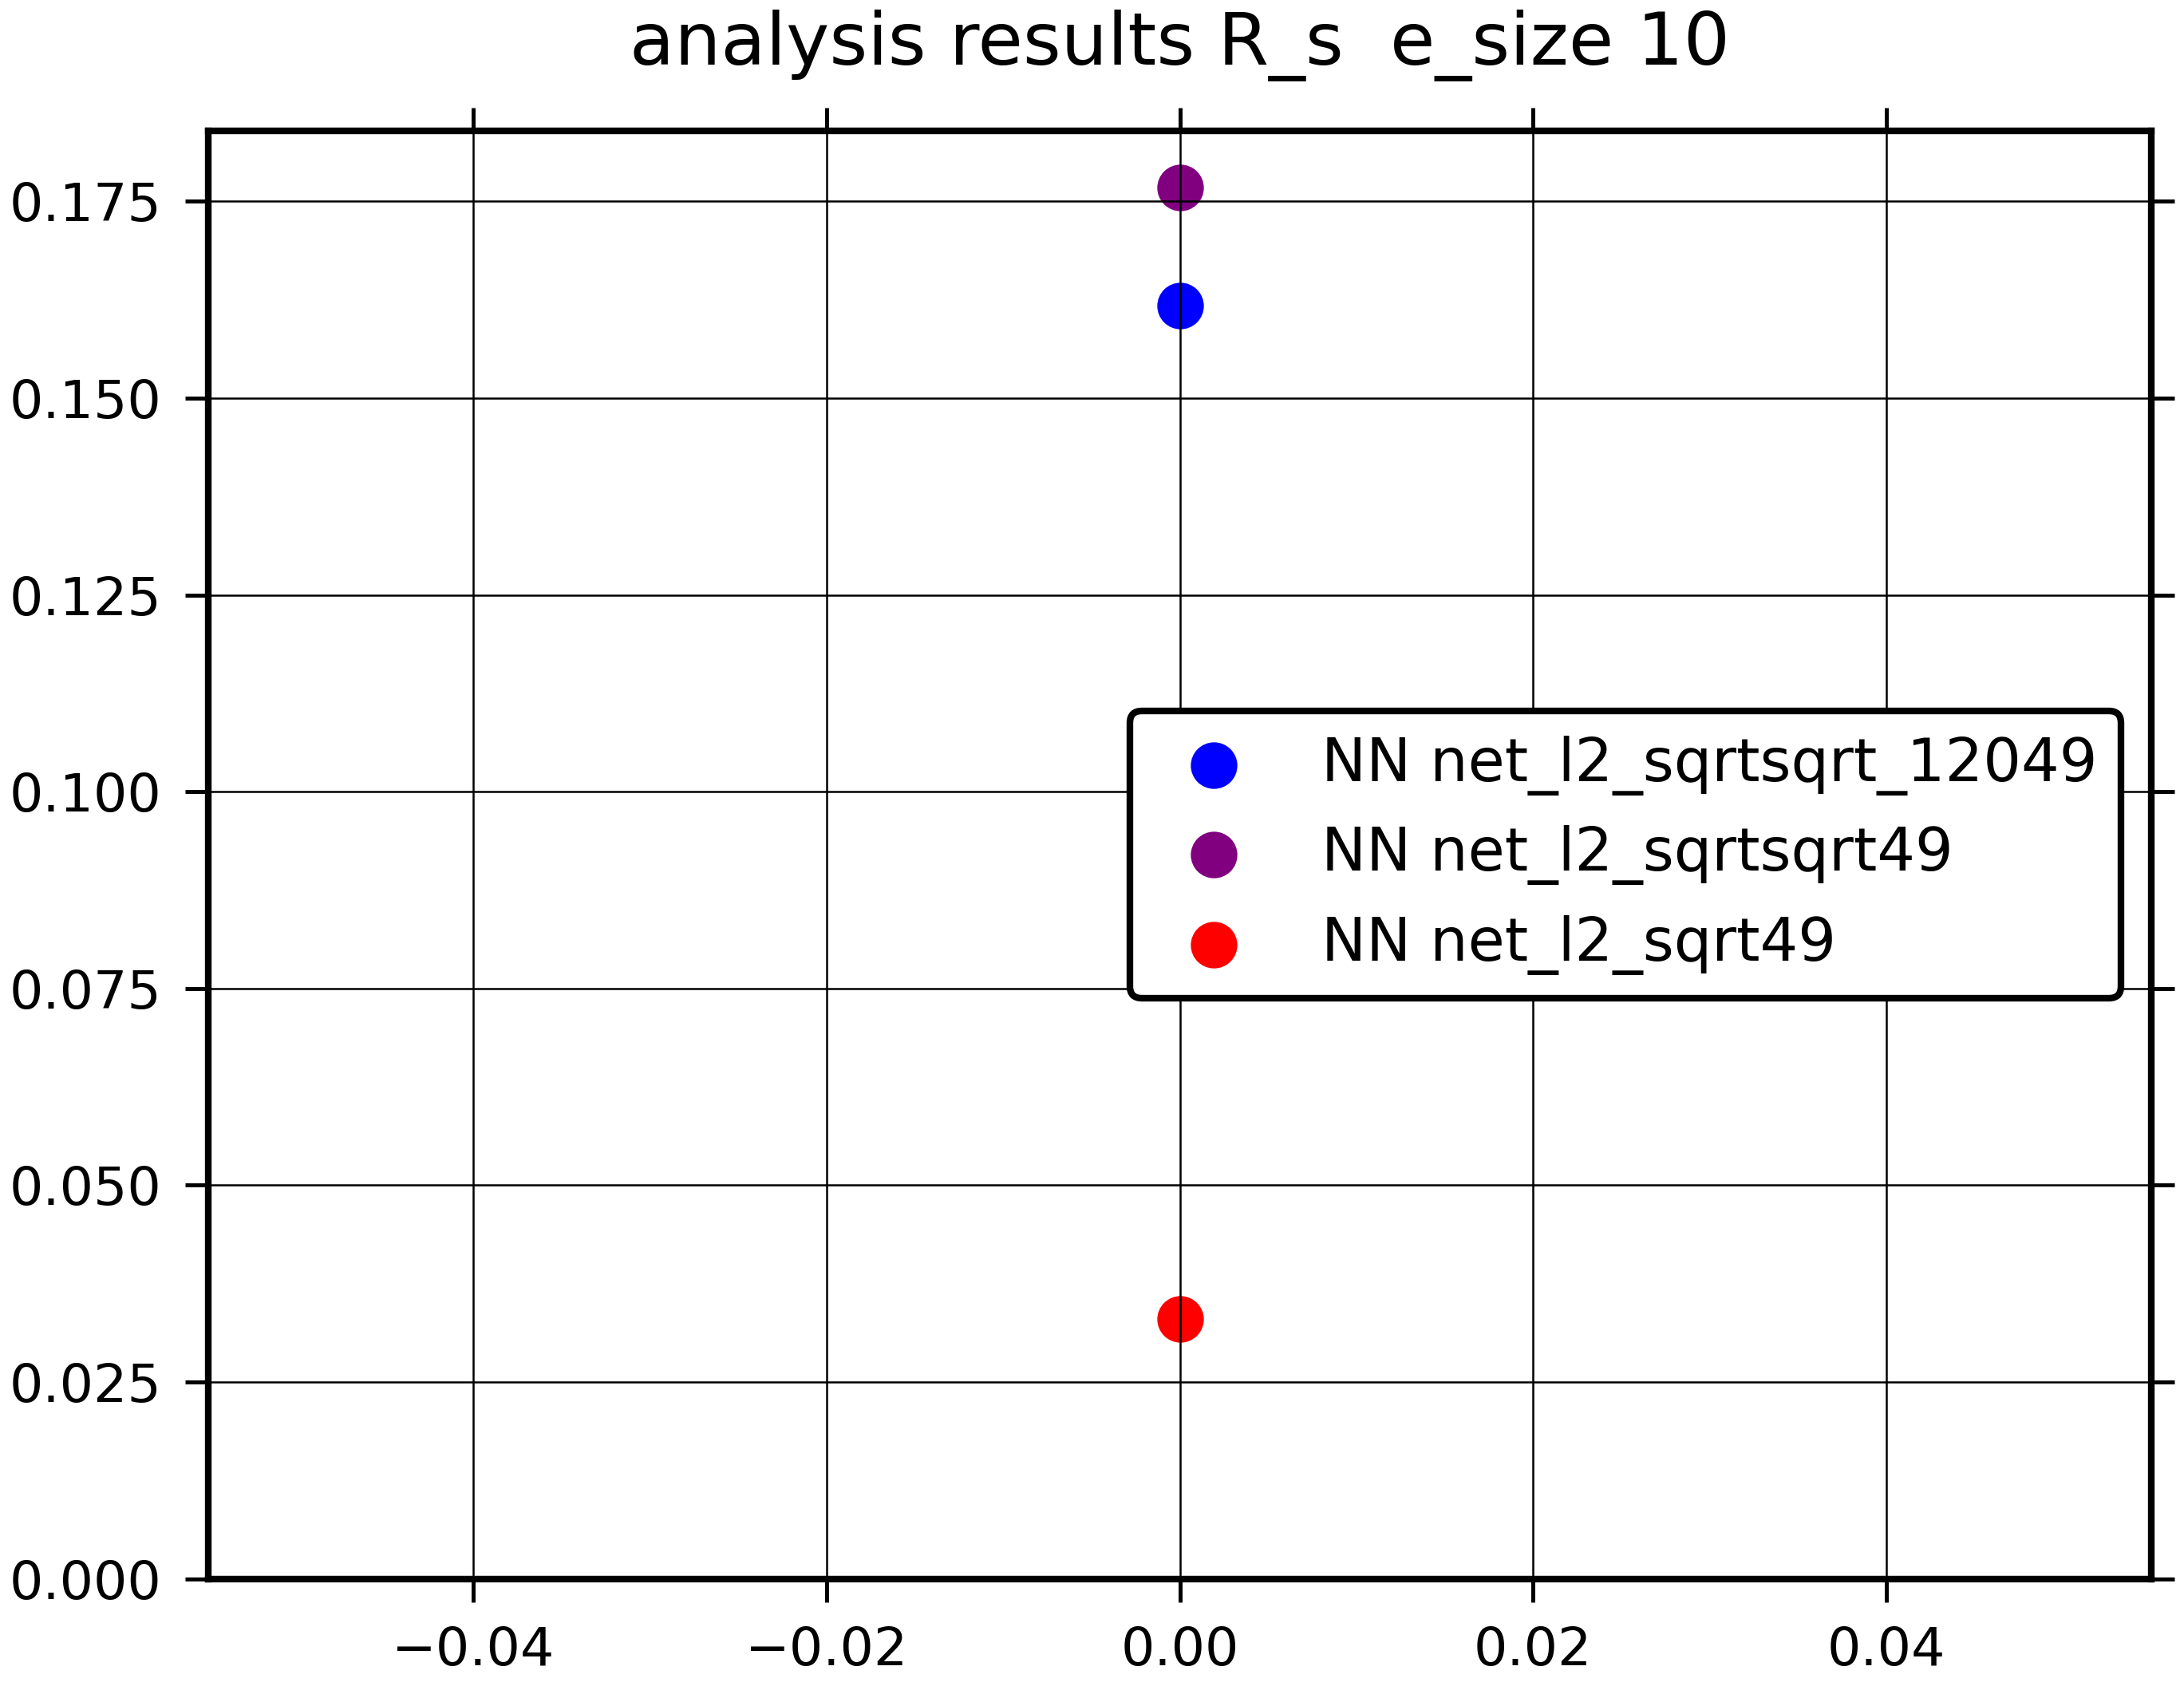 analysis results R_s  e_size 10
0.175
0.150
0.125
0.100
0.075
0.050
0.025
0.000
NN net_l2_sqrtsqrt_12049
NN net_l2_sqrtsqrt49
NN net_l2_sqrt49
−0.04 −0.02 0.00 0.02 0.04